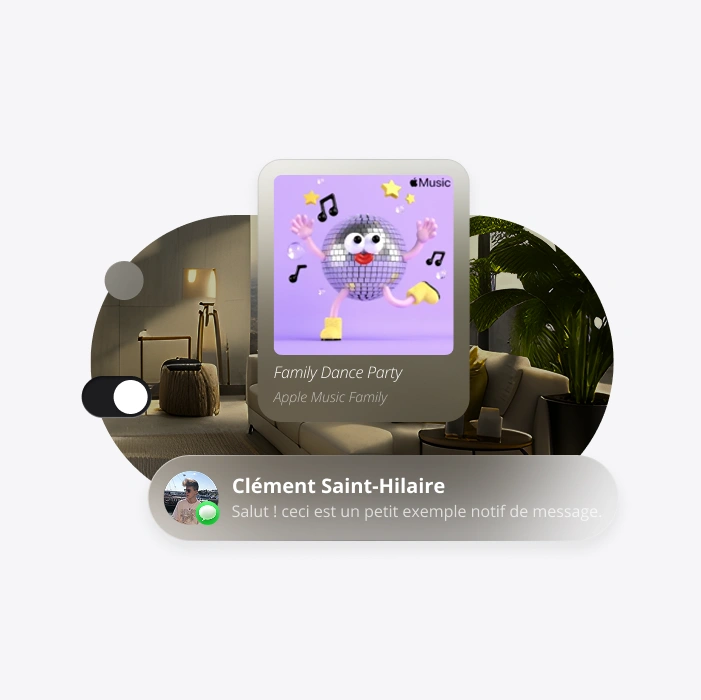 Music
Family Dance Party
Apple Music Family
Clément Saint-Hilaire
Salut ! ceci est un petit exemple notif de message.